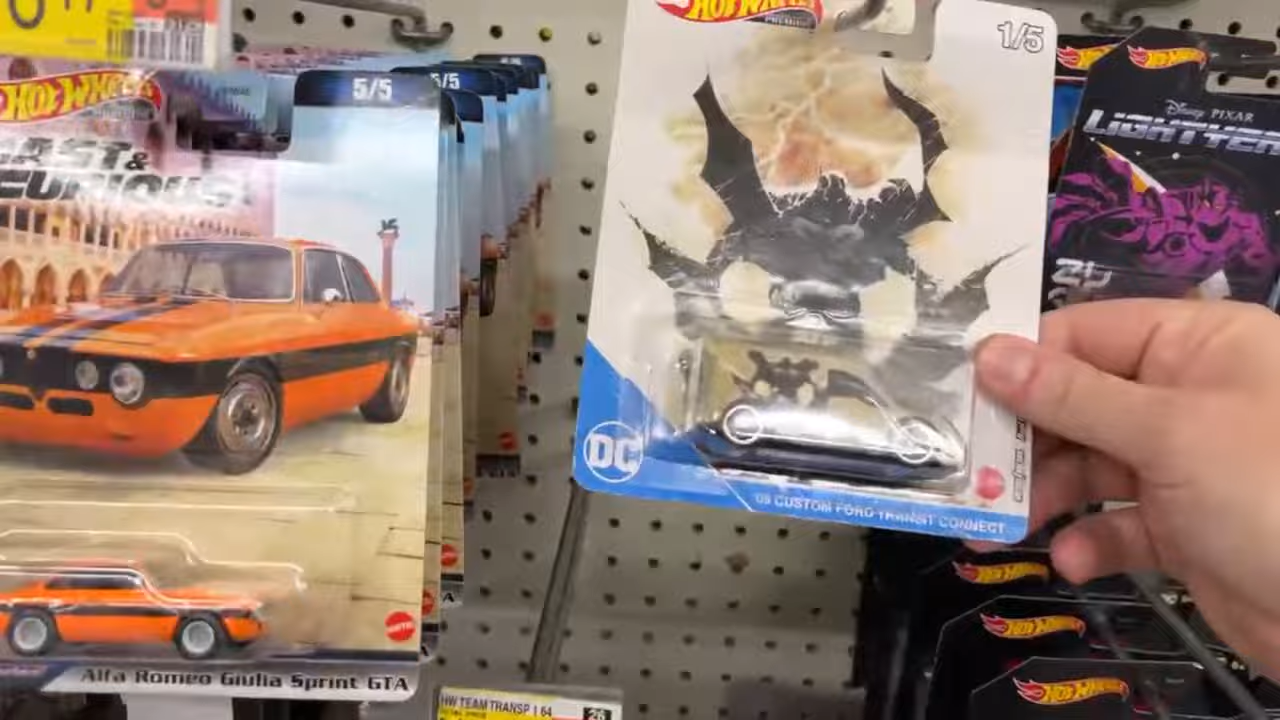 HOT WHEELS
5/5
FAST &
FURIOUS
Alfa Romeo Giulia Sprint GTA
5/5
HOT WHEELS
PREMIUM
1/5
DC
'09 CUSTOM FORD TRANSIT CONNECT
HOT WHEELS
Disney PIXAR
LIGHTYEAR
HW TEAM TRANSP 1 64
26
HOT WHEELS
HOT WHEELS
HOT WHEELS